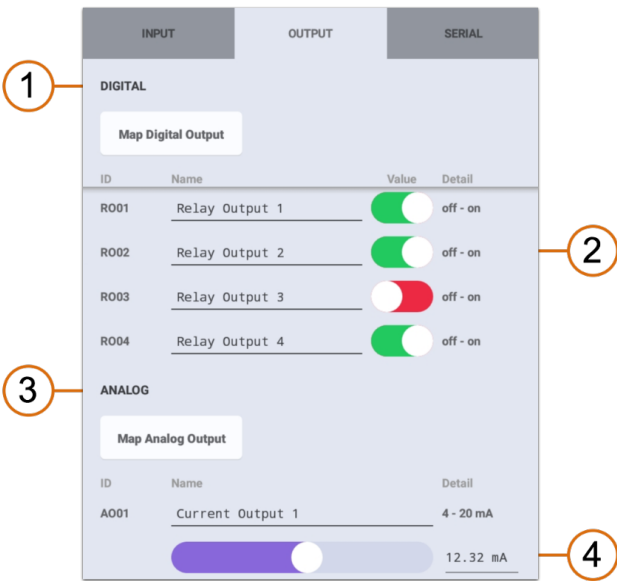 INPUT OUTPUT SERIAL
1
DIGITAL
Map Digital Output
ID Name Value Detail
RO01 Relay Output 1 off - on
2
RO02 Relay Output 2 off - on
RO03 Relay Output 3 off - on
RO04 Relay Output 4 off - on
3
ANALOG
Map Analog Output
ID Name Detail
AO01 Current Output 1 4 - 20 mA
12.32 mA
4